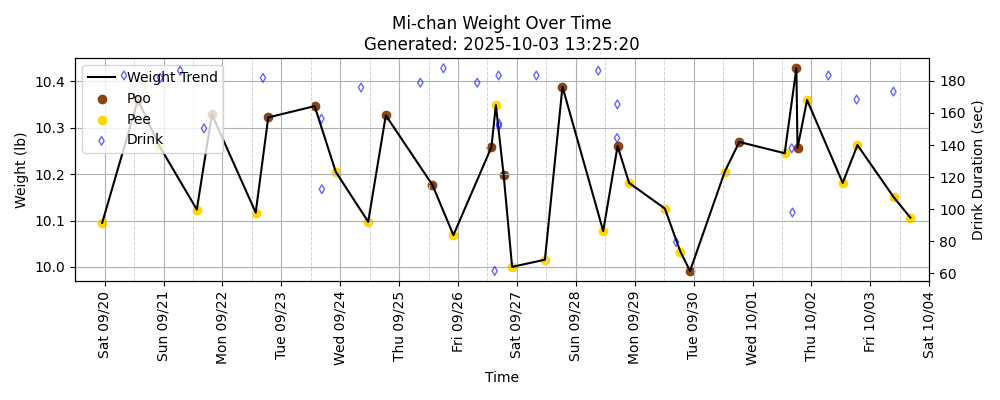 Mi-chan Weight Over Time
Generated: 2025-10-03 13:25:20
Weight (lb)
10.4
10.3
10.2
10.1
10.0
Weight Trend
Poo
Pee
Drink
180
160
140
120
100
80
60
Drink Duration (sec)
Sat 09/20
Sun 09/21
Mon 09/22
Tue 09/23
Wed 09/24
Thu 09/25
Fri 09/26
Sat 09/27
Sun 09/28
Mon 09/29
Tue 09/30
Wed 10/01
Thu 10/02
Fri 10/03
Sat 10/04
Time